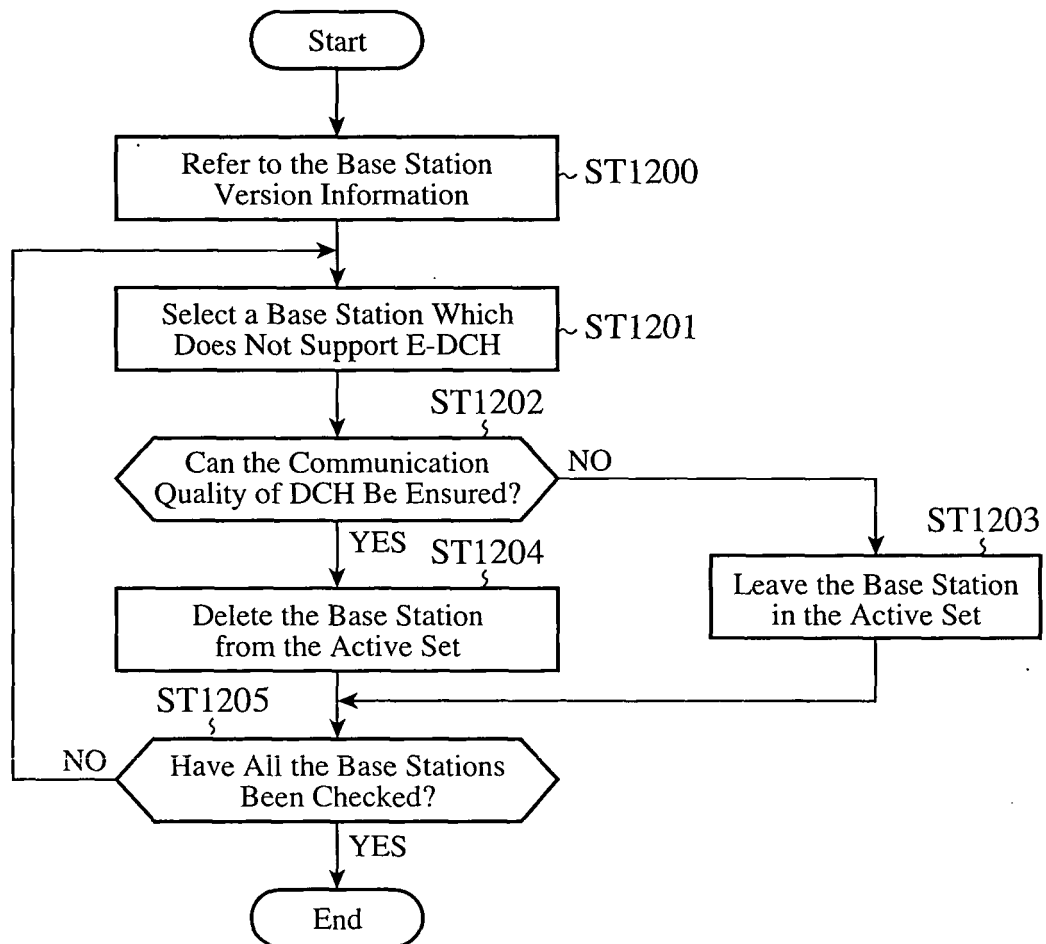 Start
Refer to the Base Station
Version Information
ST1200
Select a Base Station Which
Does Not Support E-DCH
ST1201
ST1202
Can the Communication
Quality of DCH Be Ensured?
NO
YES
ST1203
Leave the Base Station
in the Active Set
ST1204
Delete the Base Station
from the Active Set
ST1205
Have All the Base Stations
Been Checked?
NO
YES
End